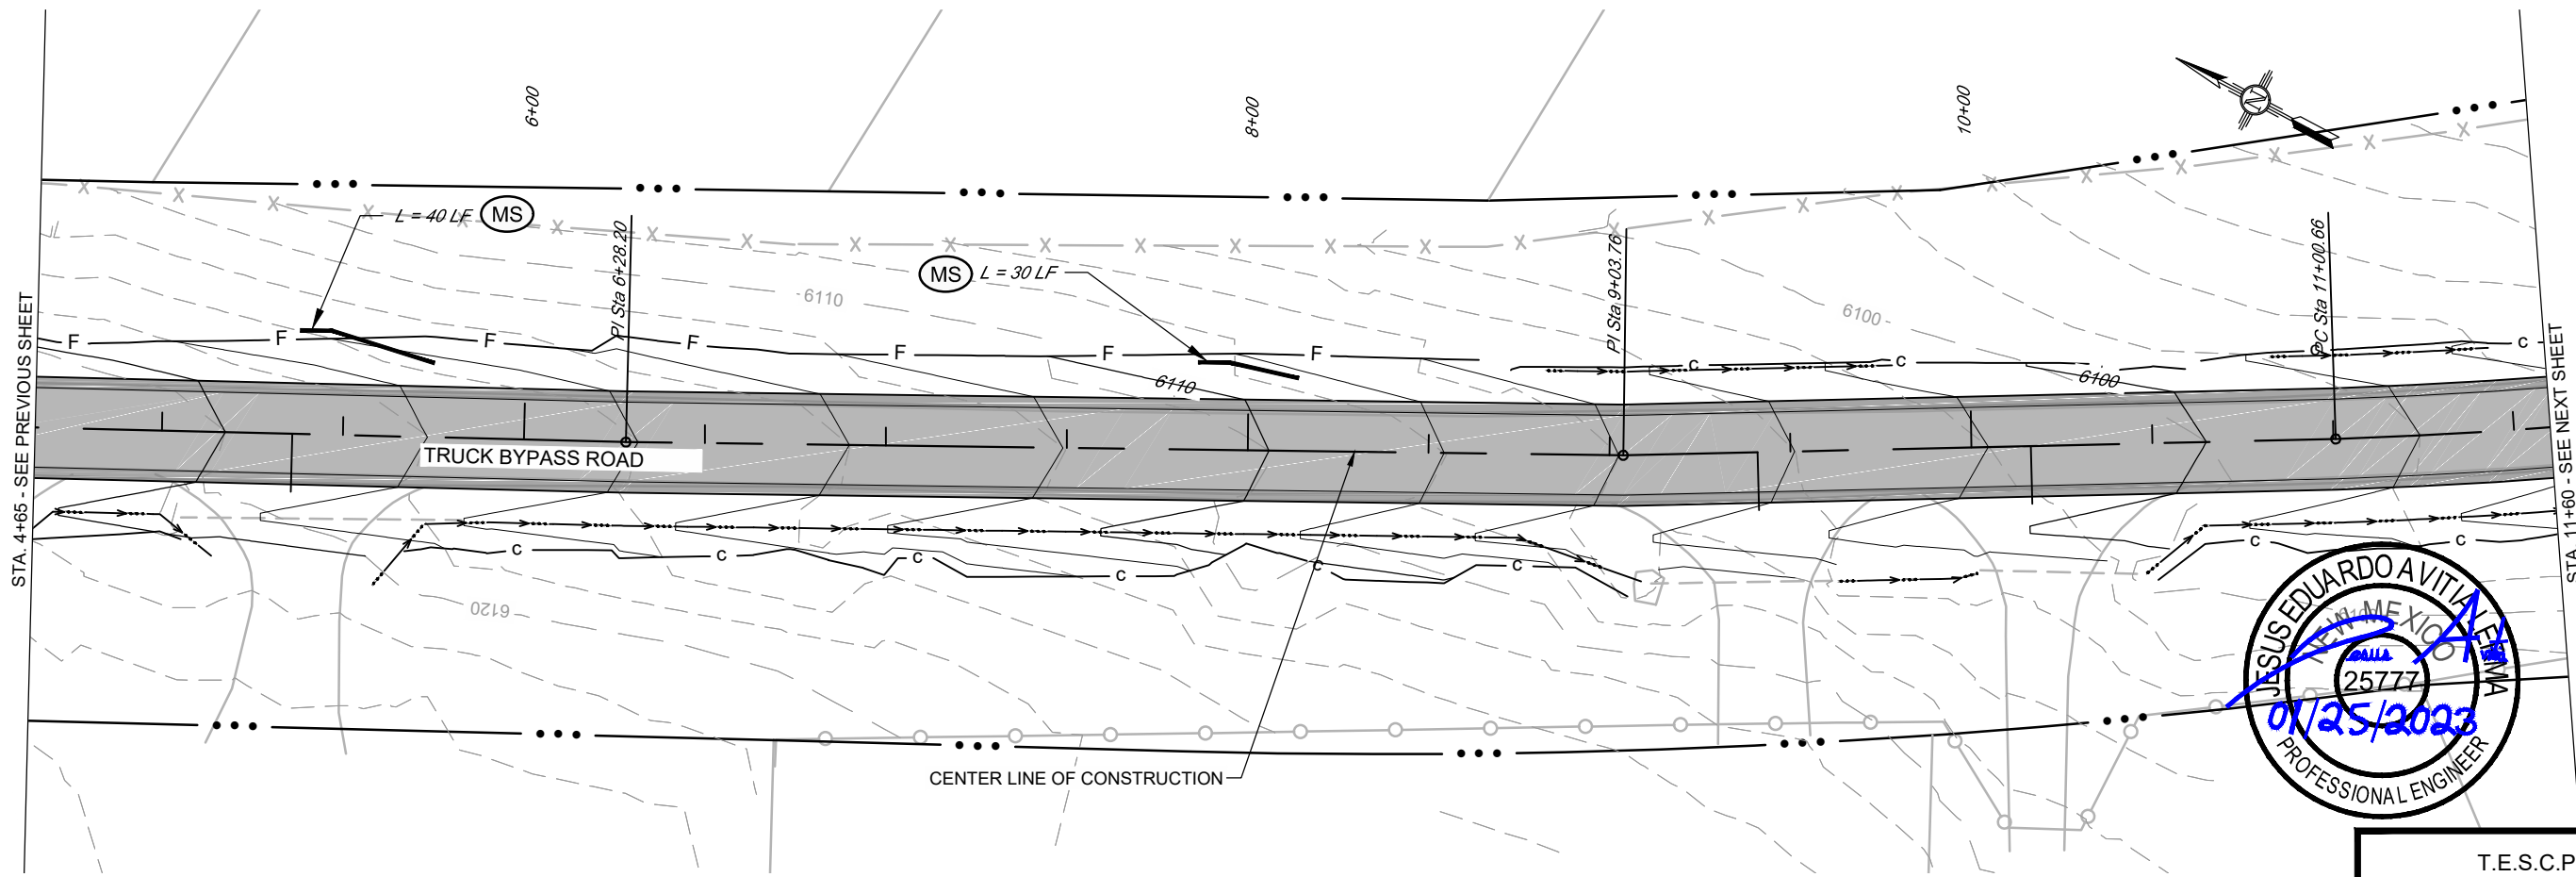 6+00
8+00
10+00
N
L = 40 LF
MS
PI Sta 6+28.20
MS
L = 30 LF
PI Sta 9+03.76
PC Sta 11+00.66
6110
6100
STA. 4+65 - SEE PREVIOUS SHEET
STA. 11+60 - SEE NEXT SHEET
F
F
F
F
F
F
F
C
C
C
C
6110
6100
TRUCK BYPASS ROAD
C
C
C
C
C
C
C
C
6120
CENTER LINE OF CONSTRUCTION
JESUS EDUARDO AVITIA LERMA
NEW MEXICO
25777
01/25/2023
PROFESSIONAL ENGINEER
T.E.S.C.P